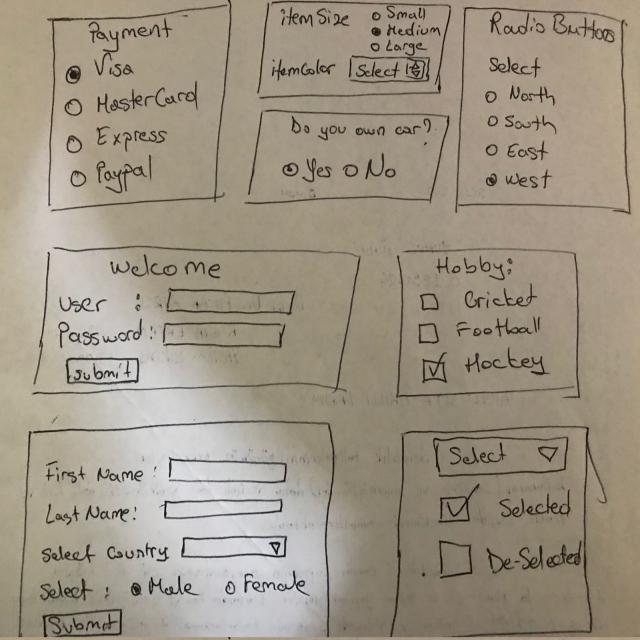 Payment
Visa
MasterCard
Express
Paypal
itemSize
Small
Medium
Large
itemColor Select
Do you own car?
Yes No
Radio Buttons
Select
North
South
East
West
Welcome
User :
Password :
Submit
Hobby:
Cricket
Football
Hockey
First Name :
Last Name:
Select Country
Select : Male Female
Submit
Select
Selected
De-Selected